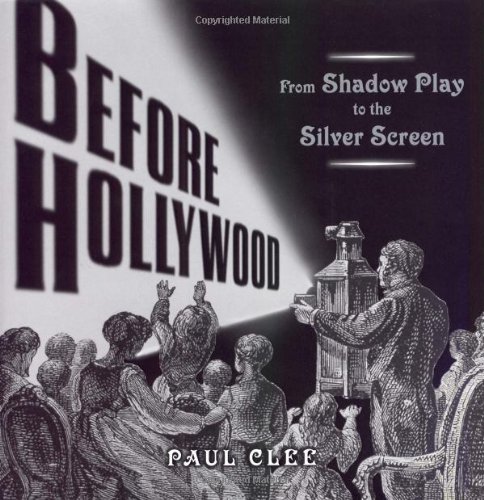 Copyrighted Material
BEFORE
HOLLYWOOD
From Shadow Play
to the
Silver Screen
PAUL CLEE